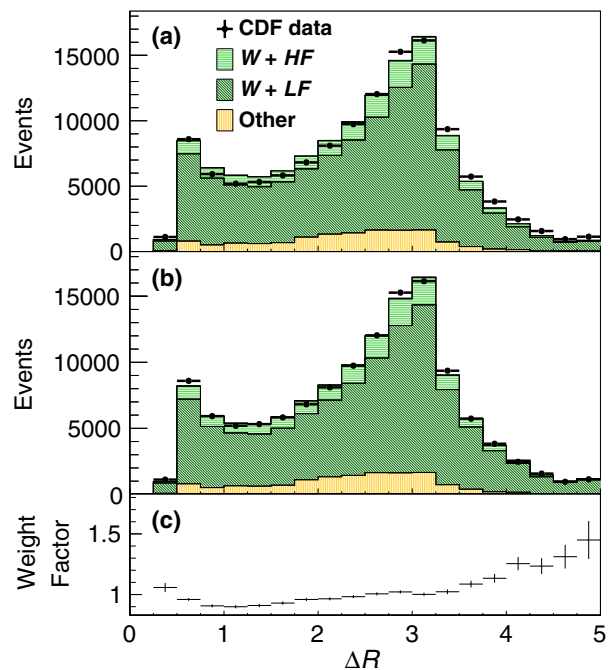 (a)
CDF data
W + HF
W + LF
Other
15000
10000
5000
0
Events
(b)
15000
10000
5000
0
Events
(c)
1.5
1
Weight
Factor
0 1 2 3 4 5
ΔR